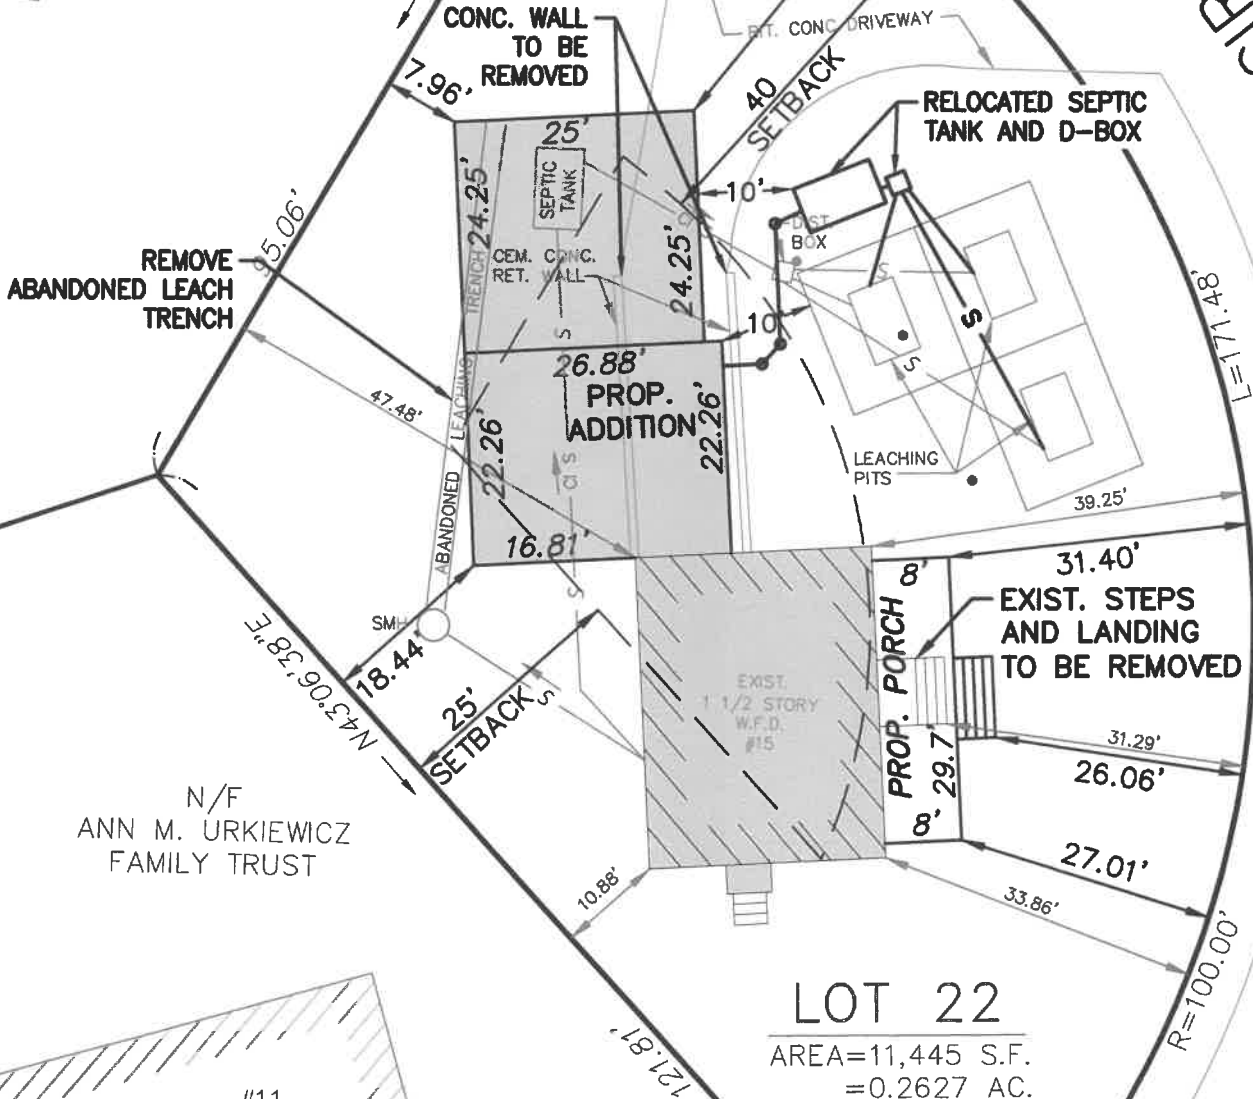 CONC. WALL
TO BE
REMOVED
BIT. CONC DRIVEWAY
40
SETBACK
RELOCATED SEPTIC
TANK AND D-BOX
7.96'
25'
SEPTIC
TANK
24.25'
TRENCH
10'
DIST
BOX
95.06'
REMOVE
ABANDONED LEACH
TRENCH
CEM. CONC.
RET. WALL
24.25'
S
S
10'
S
L=171.48'
S
26.88'
PROP.
ADDITION
47.48'
LEACHING
22.26'
22.26'
S
CI
LEACHING
PITS
ABANDONED
39.25'
16.81'
31.40'
S
8'
EXIST. STEPS
AND LANDING
TO BE REMOVED
SMH
18.44'
N43°06'38"E
25'
SETBACK
S
EXIST.
1 1/2 STORY
W.F.D.
#15
PROP. PORCH
29.7'
8'
31.29'
26.06'
N/F
ANN M. URKIEWICZ
FAMILY TRUST
27.01'
10.88'
33.86'
R=100.00'
LOT 22
AREA=11,445 S.F.
=0.2627 AC.
121.81'
#11